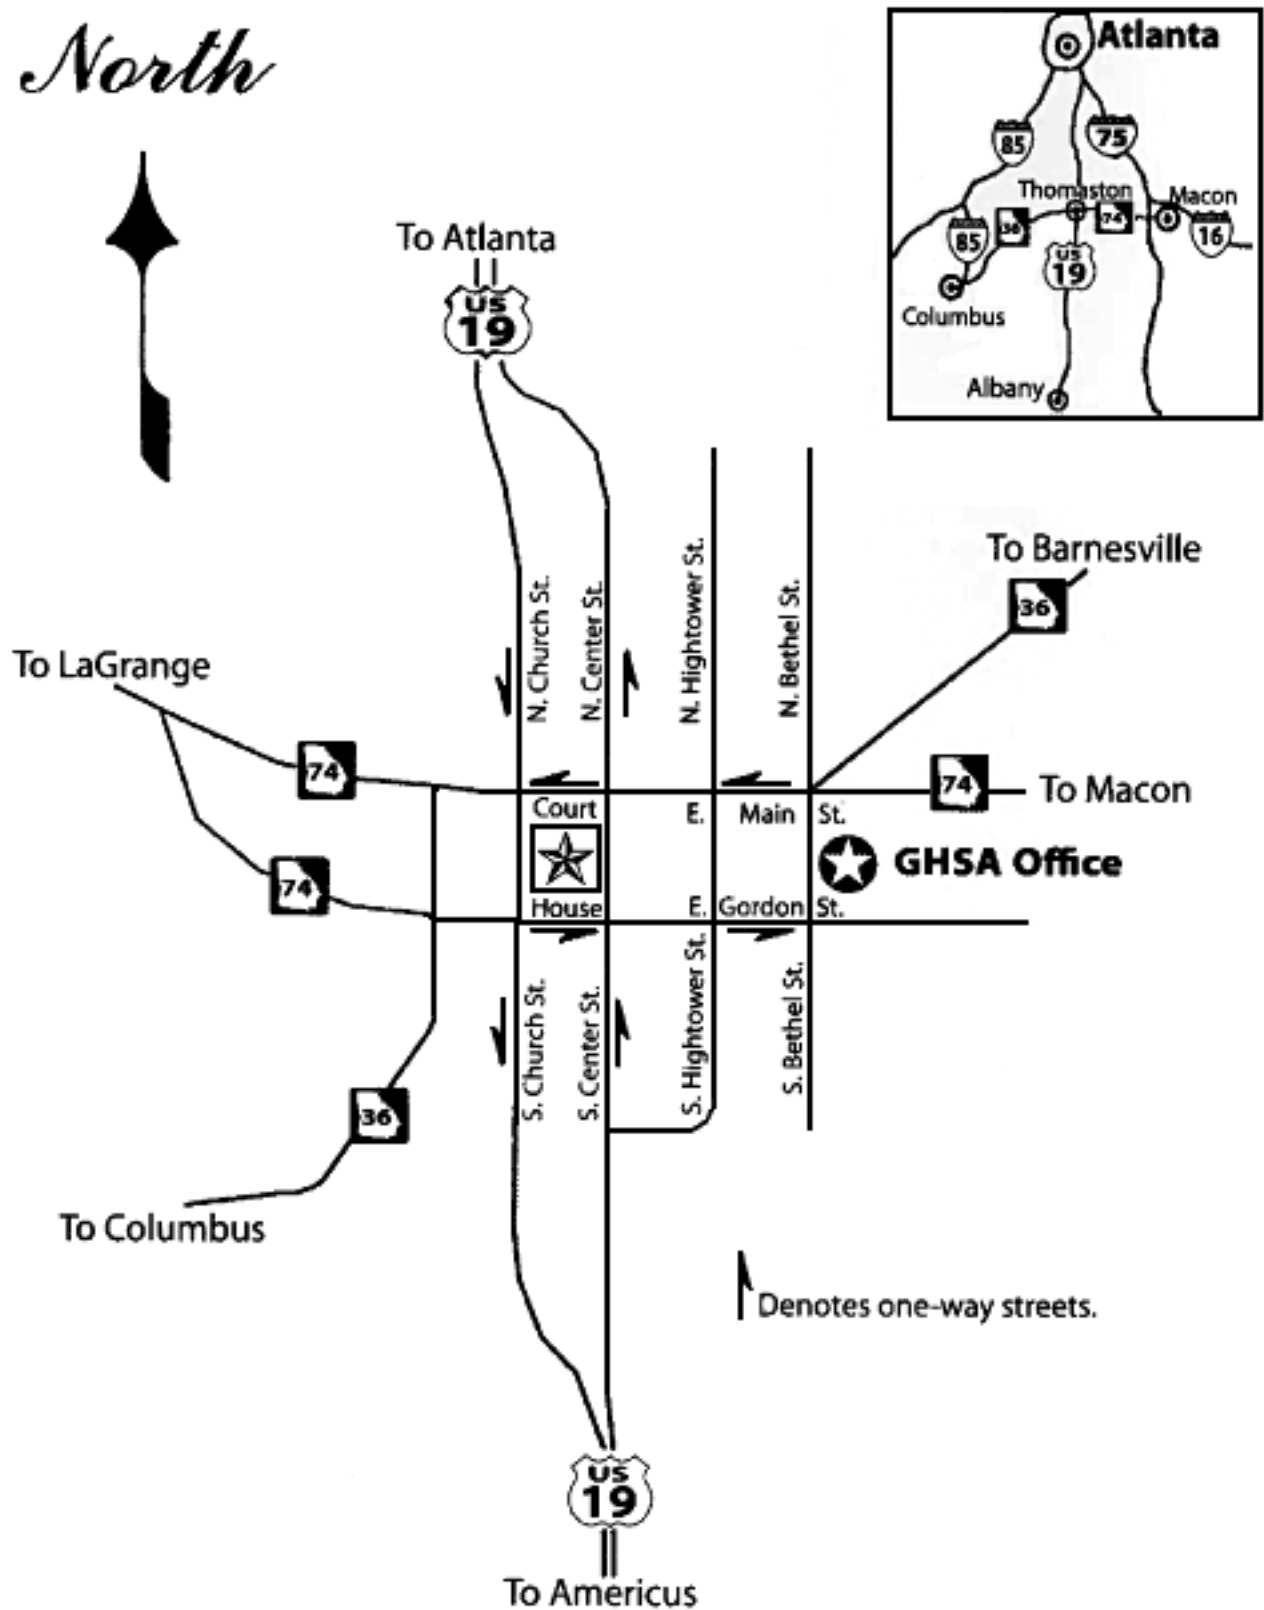 North
Atlanta
85
75
Thomaston
Macon
36
74
16
85
US
19
Columbus
Albany
To Atlanta
US
19
To Barnesville
36
N. Church St.
N. Center St.
N. Hightower St.
N. Bethel St.
To LaGrange
74
74
To Macon
Court
E. Main St.
GHSA Office
74
House
E. Gordon St.
S. Church St.
S. Center St.
S. Hightower St.
S. Bethel St.
36
To Columbus
Denotes one-way streets.
US
19
To Americus